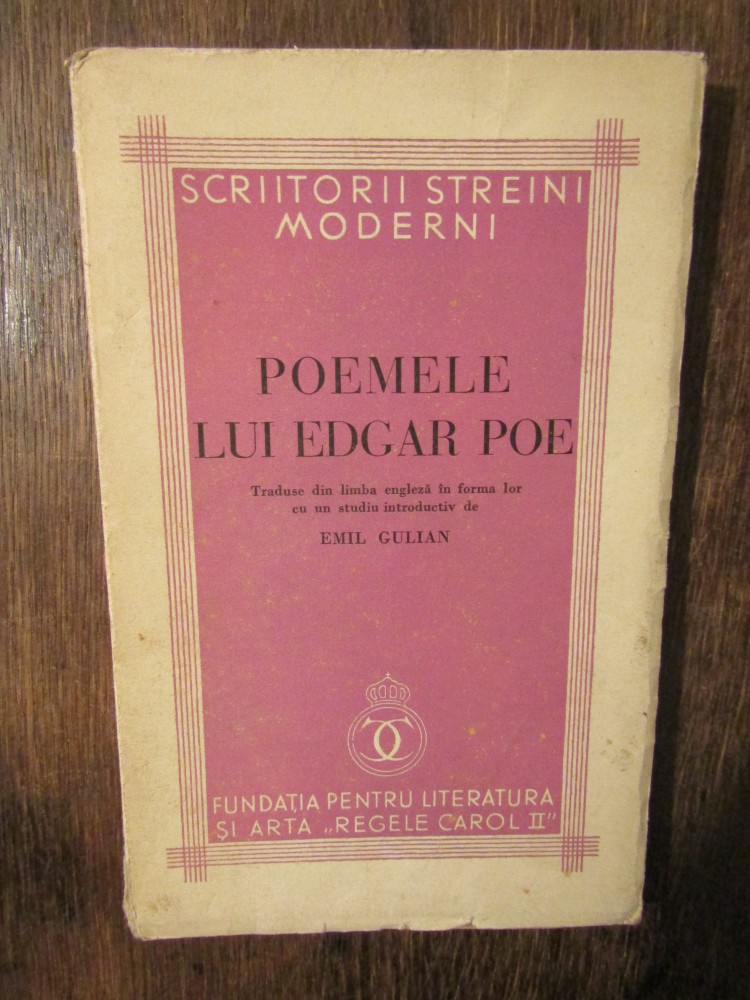 SCRIITORII STREINI
MODERNI
POEMELE
LUI EDGAR POE
Traduse din limba engleză în forma lor
cu un studiu introductiv de
EMIL GULIAN
FUNDAȚIA PENTRU LITERATURA
ȘI ARTA „REGELE CAROL II"